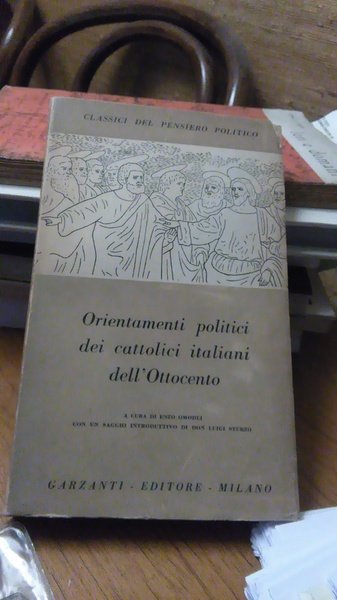 CLASSICI DEL PENSIERO POLITICO
Orientamenti politici
dei cattolici italiani
dell'Ottocento
A CURA DI ENZO OMODEI
CON UN SAGGIO INTRODUTTIVO DI DON LUIGI STURZO
GARZANTI - EDITORE - MILANO